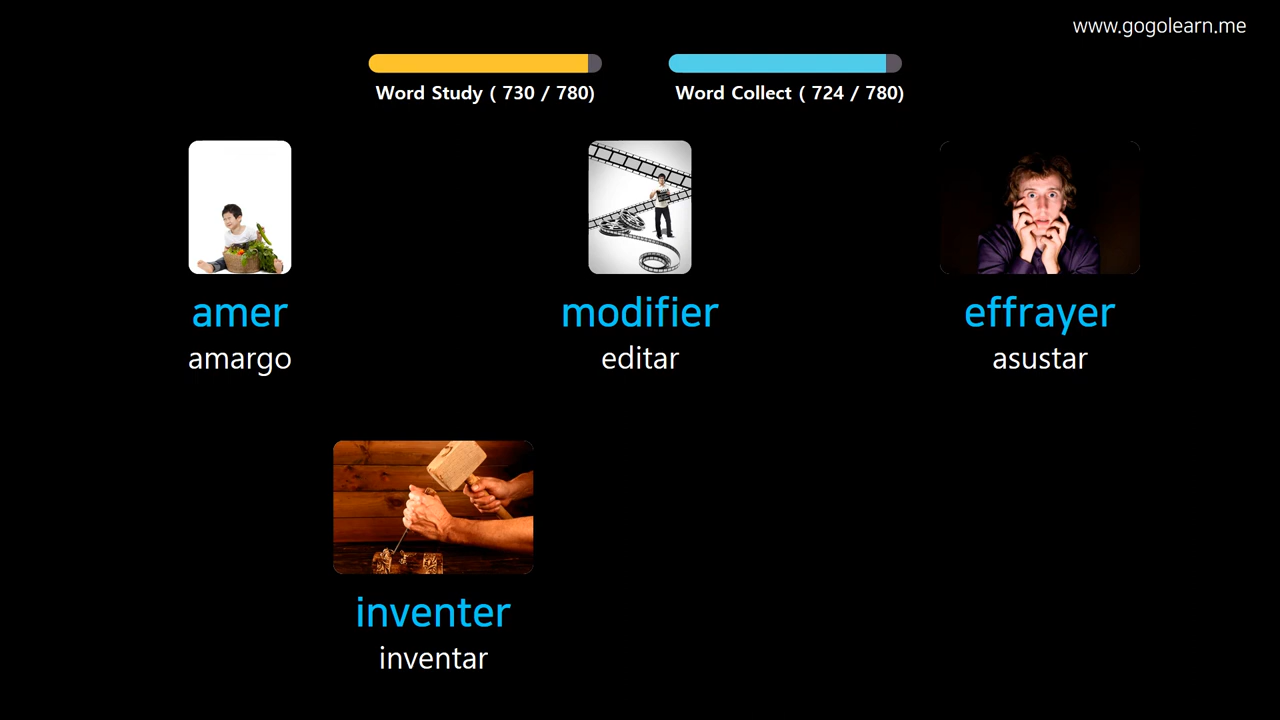 www.gogolearn.me
Word Study ( 730 / 780)
Word Collect ( 724 / 780)
amer
amargo
modifier
editar
effrayer
asustar
inventer
inventar